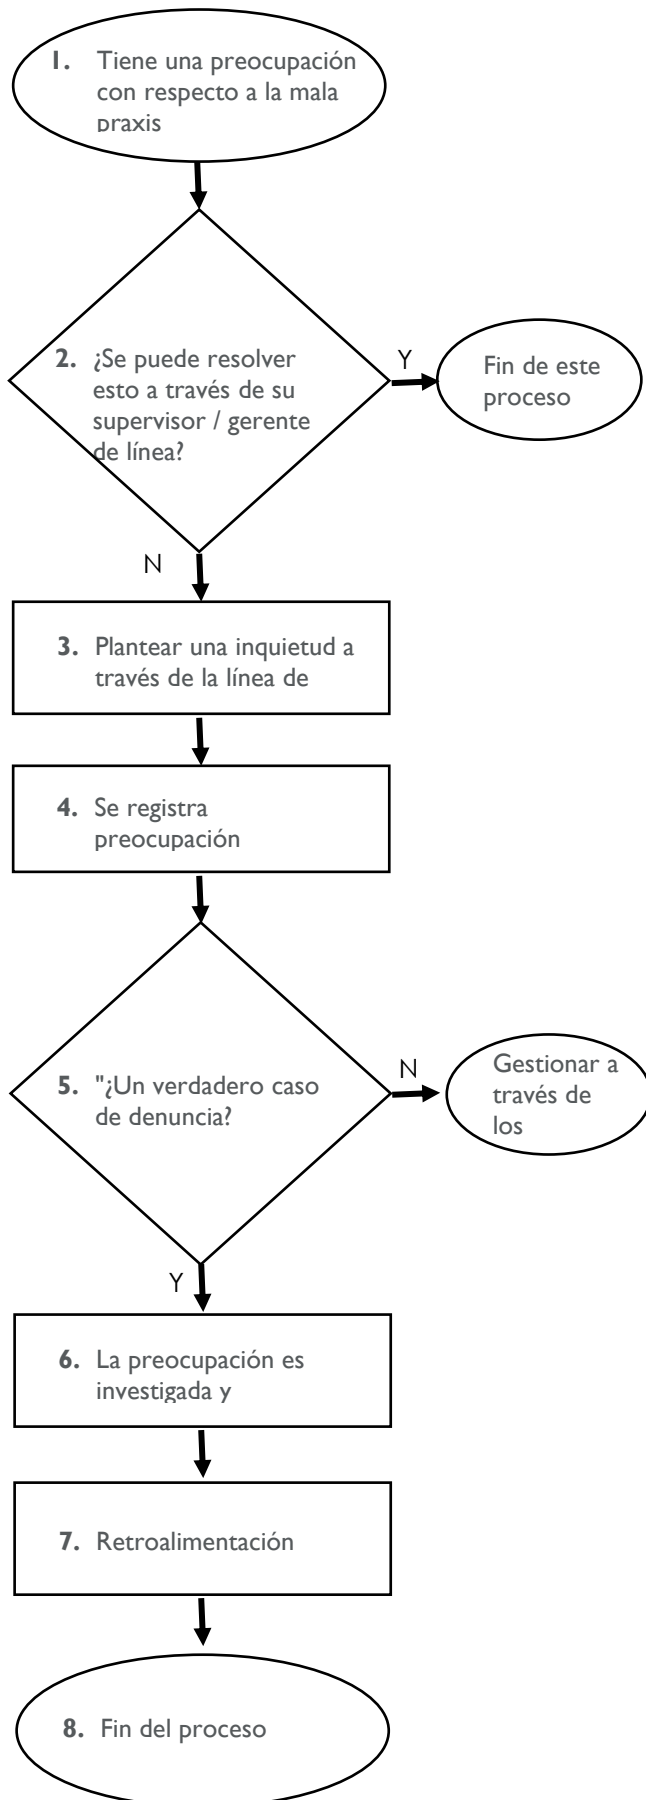 1. Tiene una preocupación
con respecto a la mala
praxis
2. ¿Se puede resolver
esto a través de su
supervisor / gerente
de línea?
Y
Fin de este
proceso
N
3. Plantear una inquietud a
través de la línea de
4. Se registra
preocupación
5. "¿Un verdadero caso
de denuncia?
N
Gestionar a
través de
los
Y
6. La preocupación es
investigada y
7. Retroalimentación
8. Fin del proceso